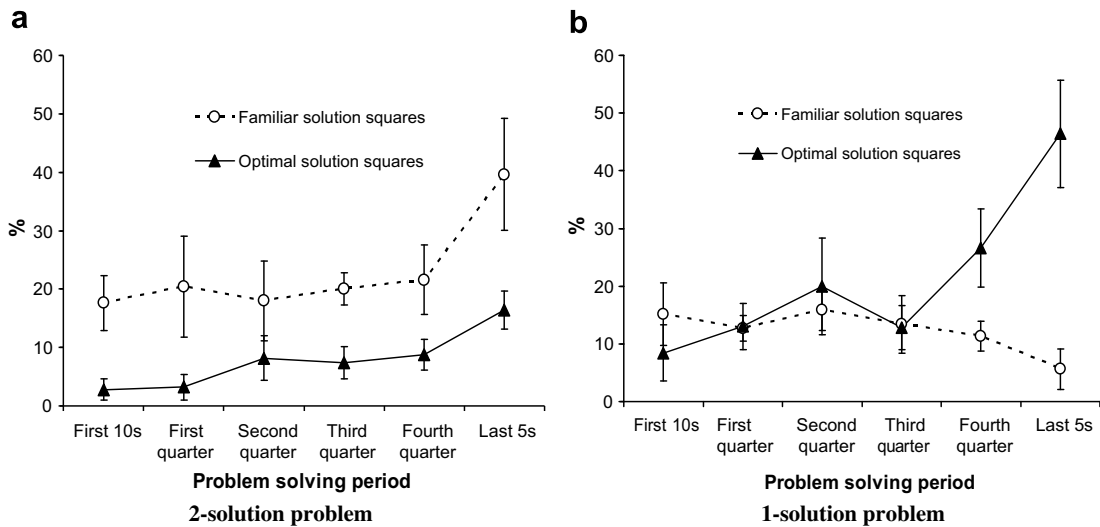 a
60
50
40
30
20
10
0
%
Familiar solution squares
Optimal solution squares
First 10s
First quarter
Second quarter
Third quarter
Fourth quarter
Last 5s
Problem solving period
2-solution problem
b
60
50
40
30
20
10
0
%
Familiar solution squares
Optimal solution squares
First 10s
First quarter
Second quarter
Third quarter
Fourth quarter
Last 5s
Problem solving period
1-solution problem